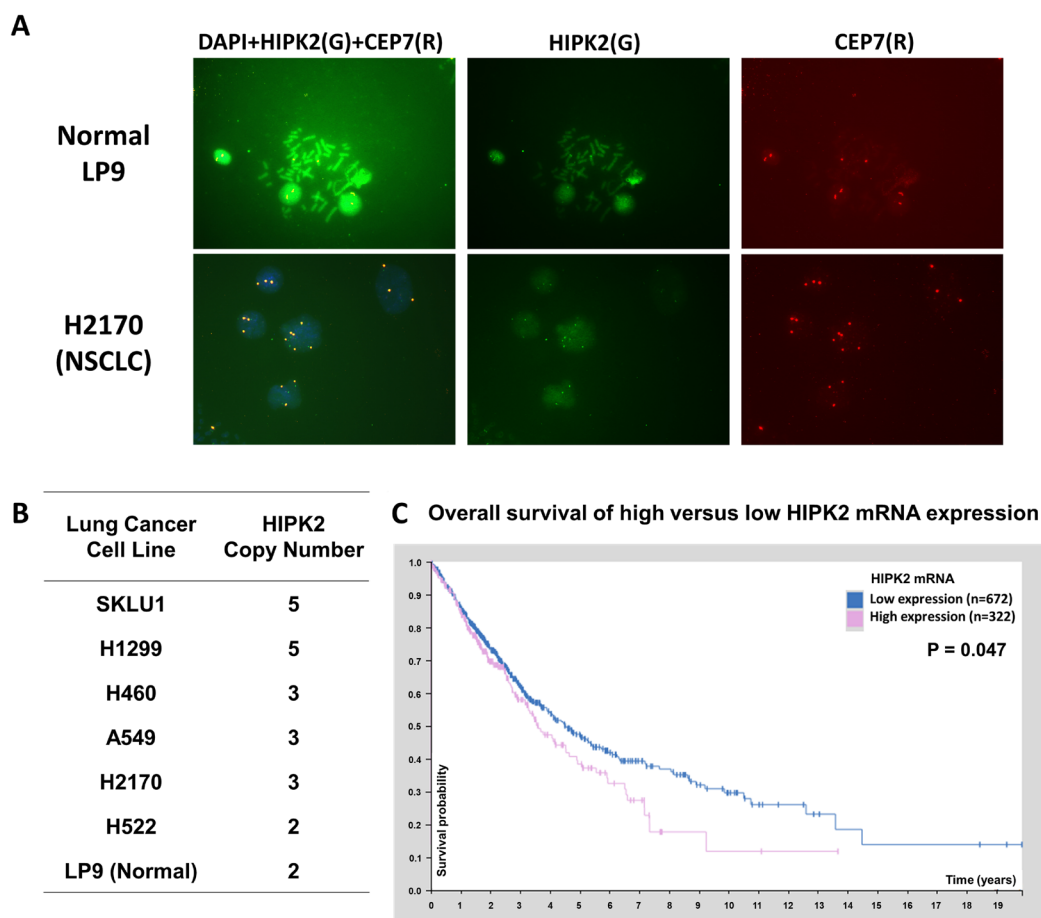 A
DAPI+HIPK2(G)+CEP7(R)
HIPK2(G)
CEP7(R)
Normal
LP9
H2170
(NSCLC)
B
Lung Cancer
Cell Line
HIPK2
Copy Number
SKLU1 5
H1299 5
H460 3
A549 3
H2170 3
H522 2
LP9 (Normal) 2
C Overall survival of high versus low HIPK2 mRNA expression
HIPK2 mRNA
Low expression (n=672)
High expression (n=322)
P = 0.047
1.0
0.9
0.8
0.7
0.6
0.5
0.4
0.3
0.2
0.1
0.0
Survival probability
Time (years)
0 1 2 3 4 5 6 7 8 9 10 11 12 13 14 15 16 17 18 19